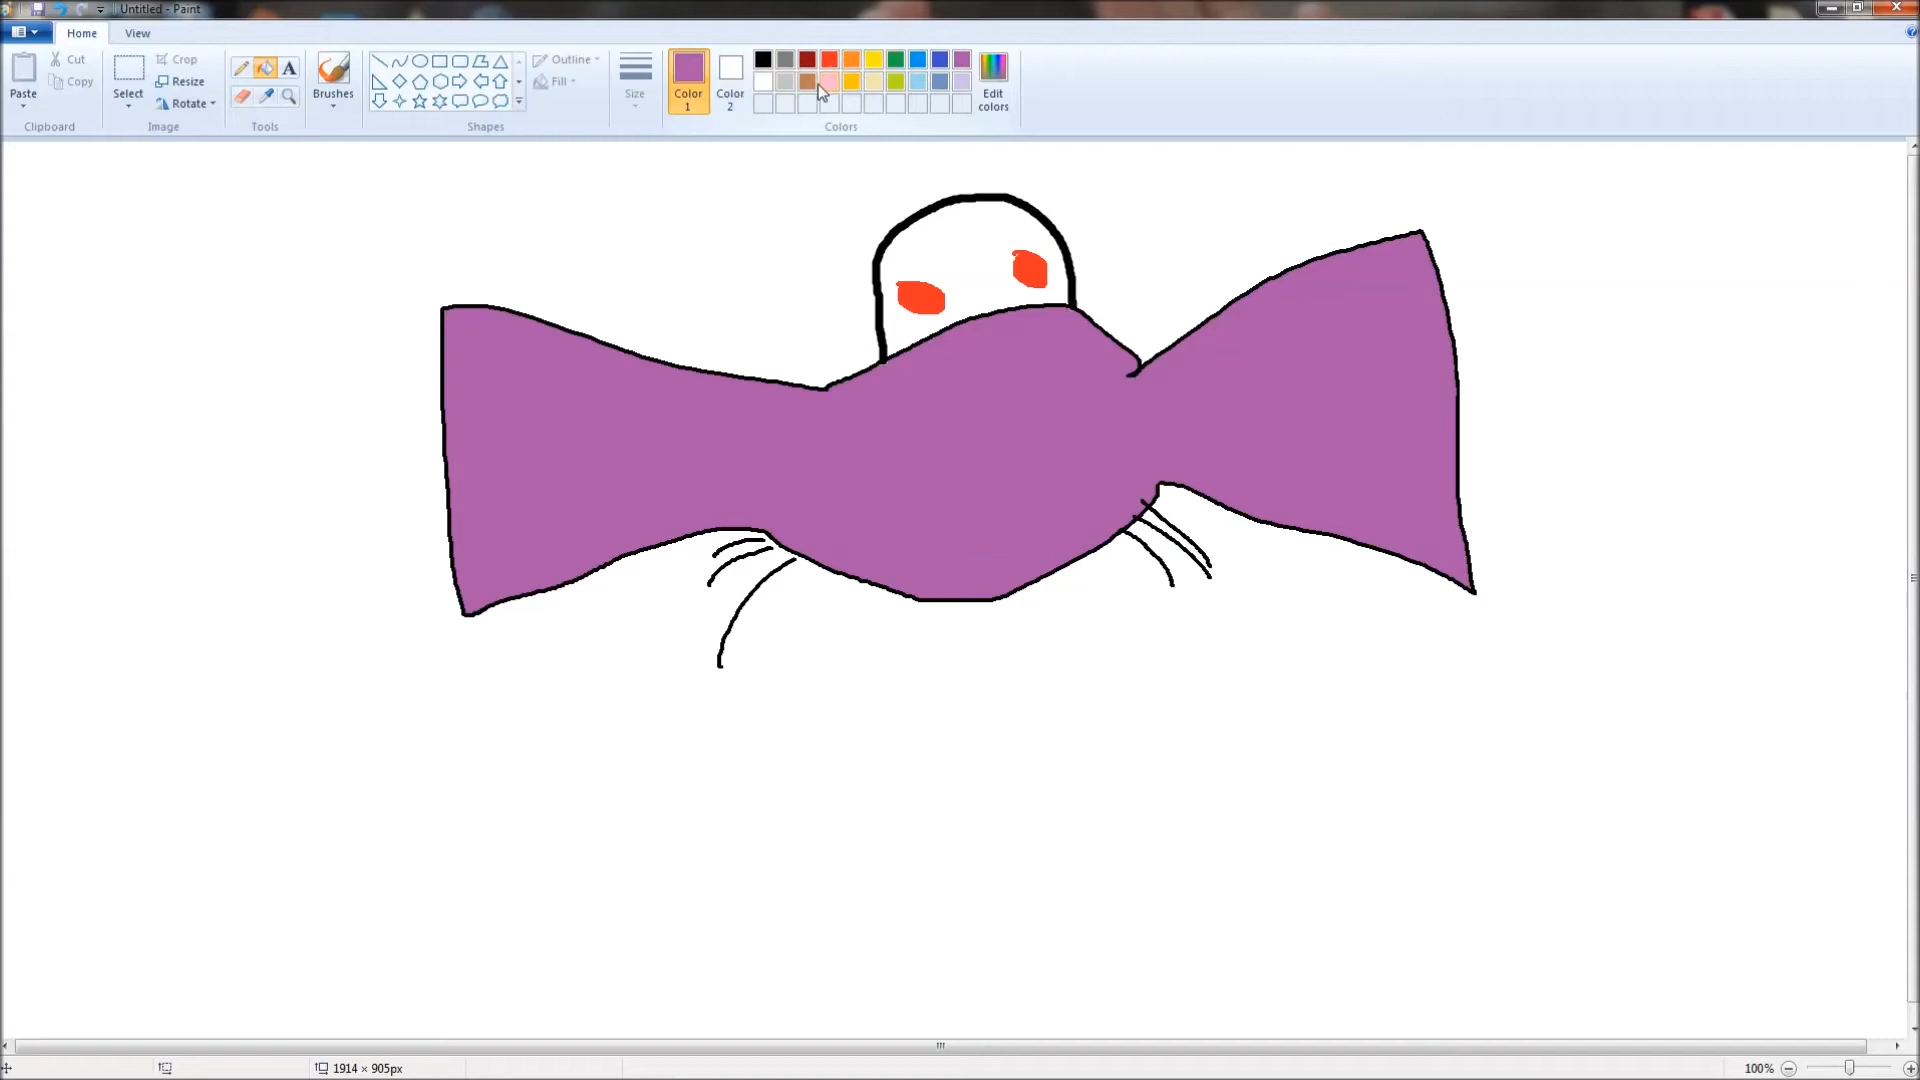 Untitled - Paint
Home View
Paste
Cut
Copy
Clipboard
Select
Crop
Resize
Rotate
Image
A
Tools
Brushes
Shapes
Outline
Fill
Size
Color
1
Color
2
Edit
colors
Colors
1914 × 905px
100%